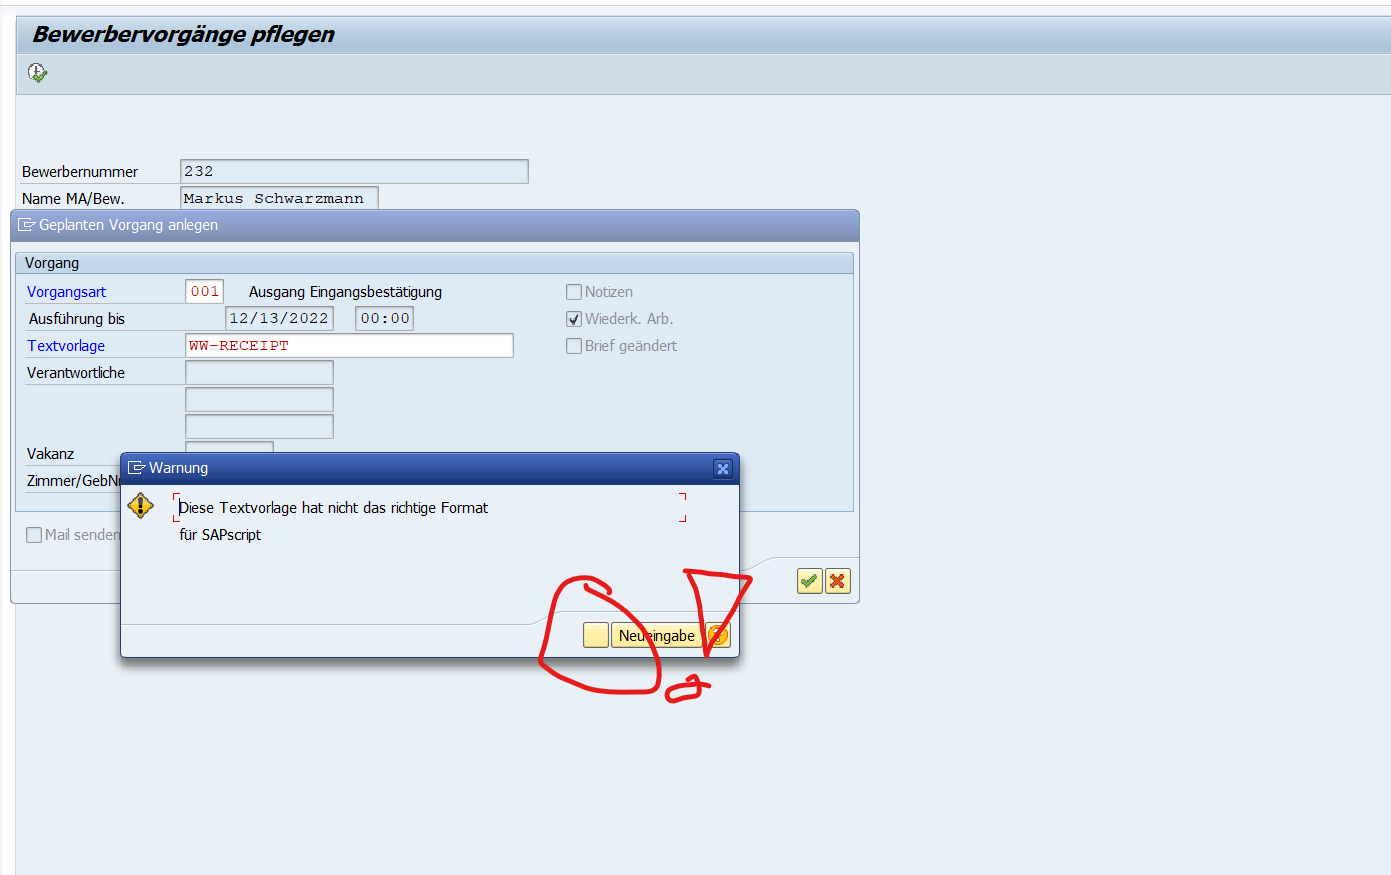 Bewerbervorgänge pflegen
Bewerbernummer 232
Name MA/Bew. Markus Schwarzmann
Geplanten Vorgang anlegen
Vorgang
Vorgangsart 001 Ausgang Eingangsbestätigung Notizen
Ausführung bis 12/13/2022 00:00 Wiederk. Arb.
Textvorlage WW-RECEIPT Brief geändert
Verantwortliche
Vakanz
Zimmer/GebN
Mail senden
Warnung
Diese Textvorlage hat nicht das richtige Format
für SAPscript
Neueingabe